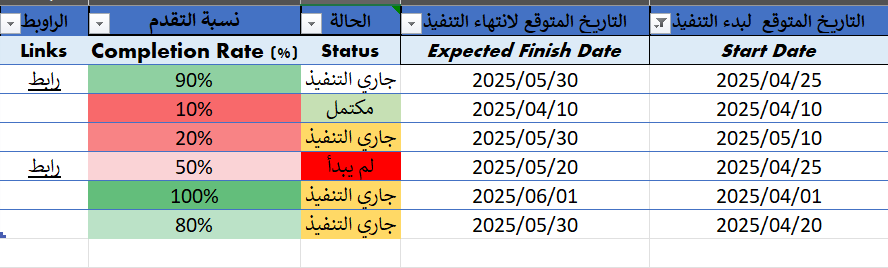 التاريخ المتوقع لبدء التنفيذ التاريخ المتوقع لانتهاء التنفيذ الحالة نسبة التقدم الراوبط
Start Date Expected Finish Date Status Completion Rate (%) Links
2025/04/25 2025/05/30 جاري التنفيذ 90% رابط
2025/04/10 2025/04/10 مكتمل 10%
2025/05/10 2025/05/30 جاري التنفيذ 20%
2025/04/25 2025/05/20 لم يبدأ 50% رابط
2025/04/01 2025/06/01 جاري التنفيذ 100%
2025/04/20 2025/05/30 جاري التنفيذ 80%